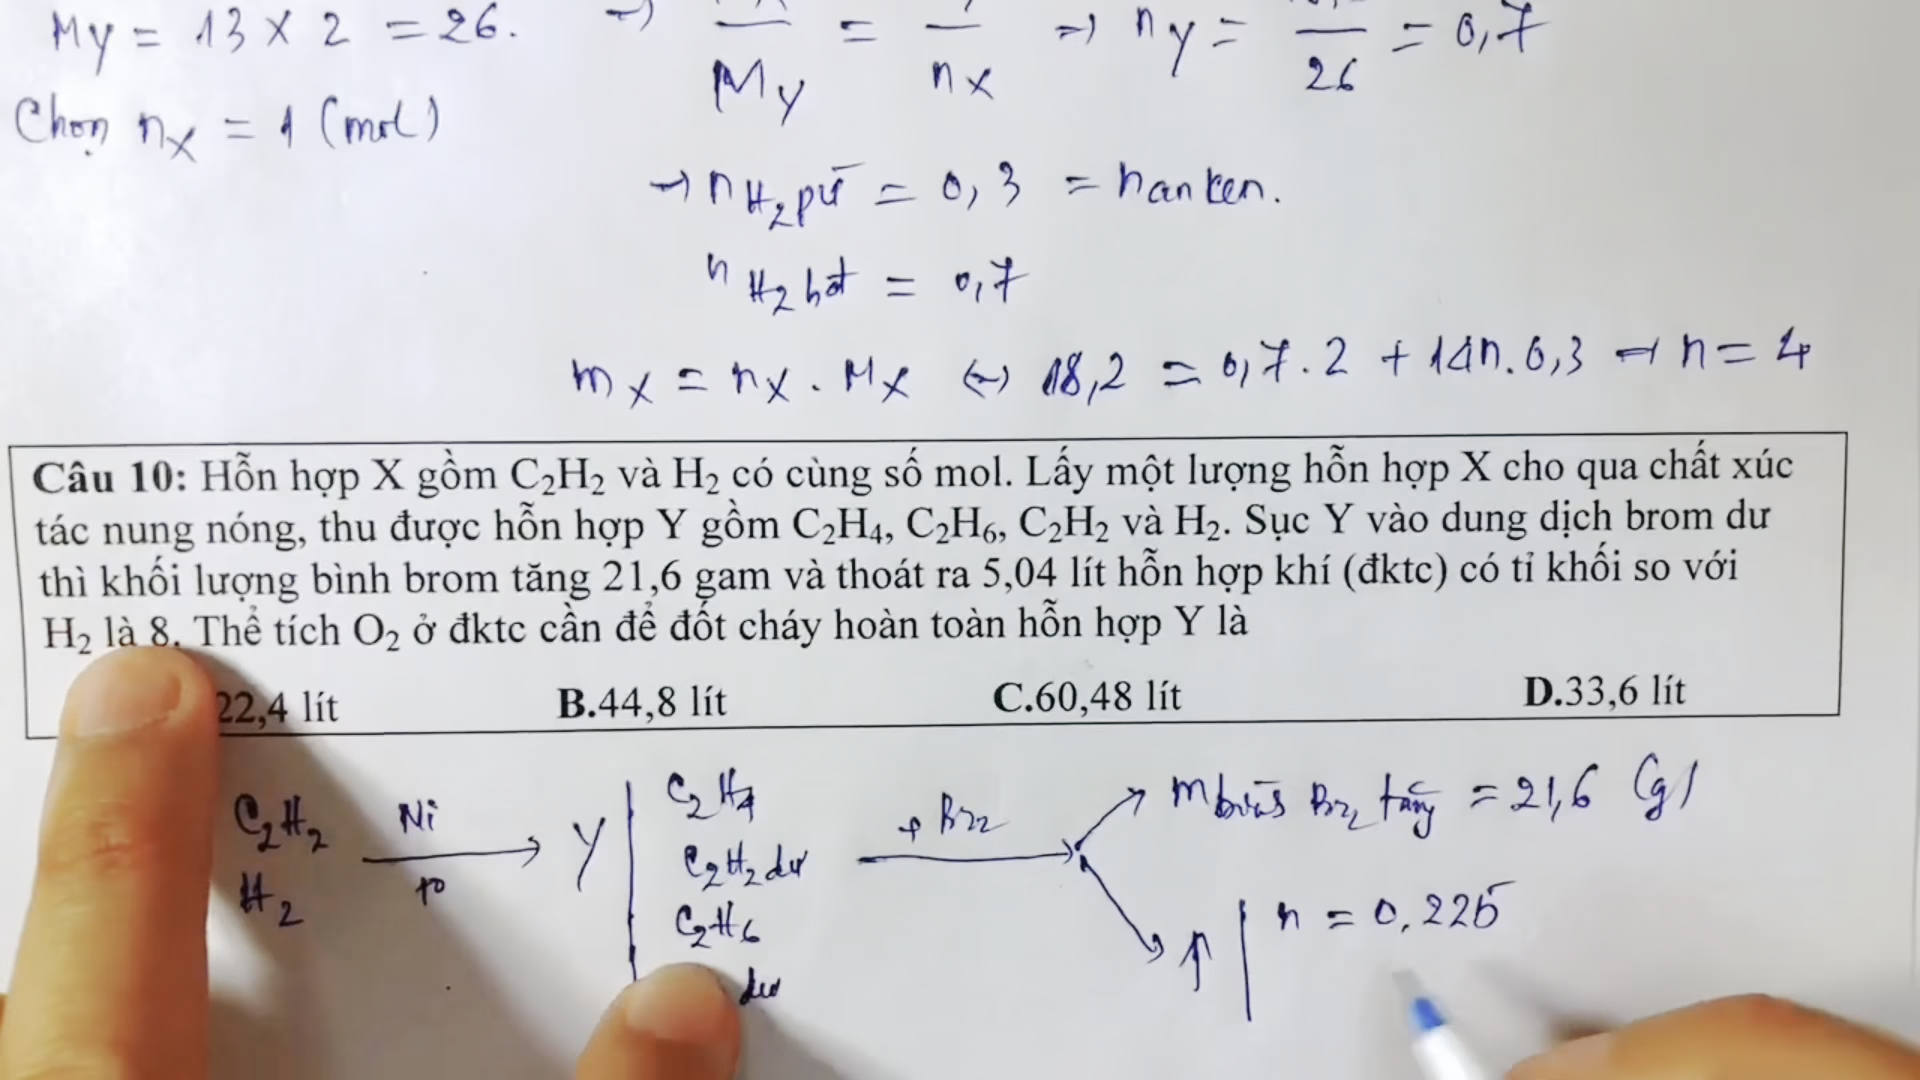 My = 13 x 2 = 26. → My = nx → ny = 26 = 0,7
Chọn nx = 1 (mol)
→ nH₂pứ = 0,3 = nanken.
nH₂ bđ = 0,7
mx = nx . Mx ⇔ 18,2 = 0,7.2 + 14n.0,3 → n = 4
Câu 10: Hỗn hợp X gồm C₂H₂ và H₂ có cùng số mol. Lấy một lượng hỗn hợp X cho qua chất xúc
tác nung nóng, thu được hỗn hợp Y gồm C₂H₄, C₂H₆, C₂H₂ và H₂. Sục Y vào dung dịch brom dư
thì khối lượng bình brom tăng 21,6 gam và thoát ra 5,04 lít hỗn hợp khí (đktc) có tỉ khối so với
H₂ là 8. Thể tích O₂ ở đktc cần để đốt cháy hoàn toàn hỗn hợp Y là
22,4 lít B.44,8 lít C.60,48 lít D.33,6 lít
C₂H₂ Ni → Y C₂H₄ + Br₂ → m Br₂ tăng = 21,6 (g)
H₂ t° C₂H₂ dư
C₂H₆ ↑ n = 0,225
dư